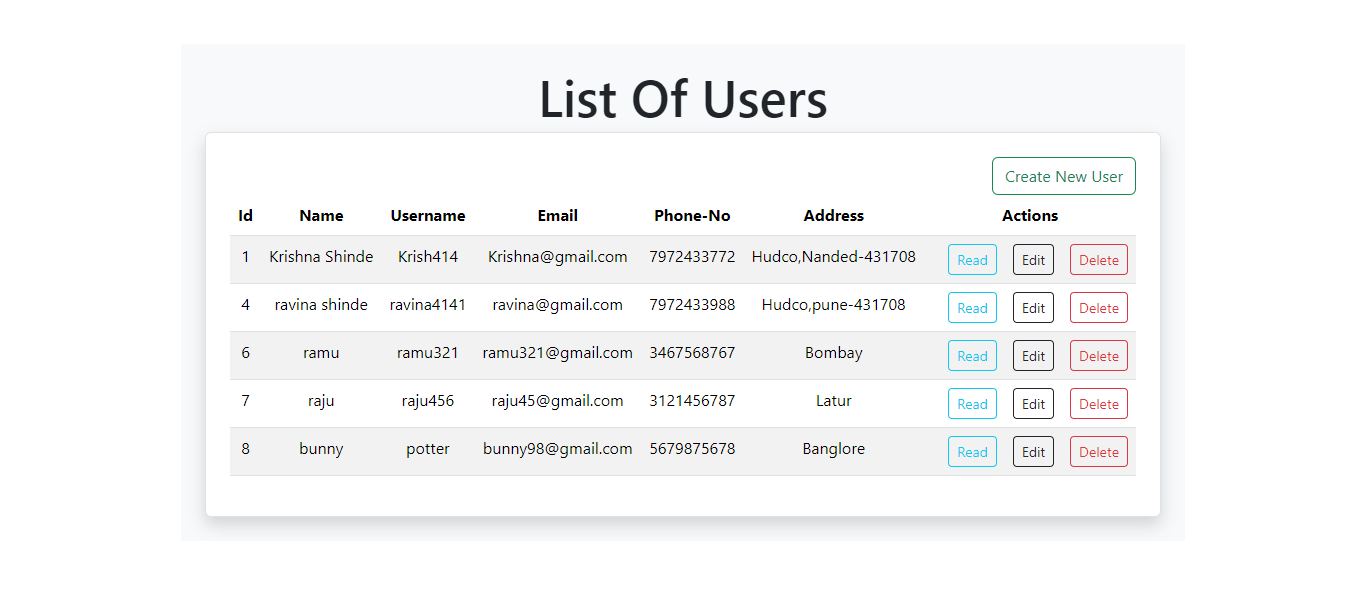 List Of Users
Create New User
Id Name Username Email Phone-No Address Actions
1 Krishna Shinde Krish414 Krishna@gmail.com 7972433772 Hudco,Nanded-431708 Read Edit Delete
4 ravina shinde ravina4141 ravina@gmail.com 7972433988 Hudco,pune-431708 Read Edit Delete
6 ramu ramu321 ramu321@gmail.com 3467568767 Bombay Read Edit Delete
7 raju raju456 raju45@gmail.com 3121456787 Latur Read Edit Delete
8 bunny potter bunny98@gmail.com 5679875678 Banglore Read Edit Delete